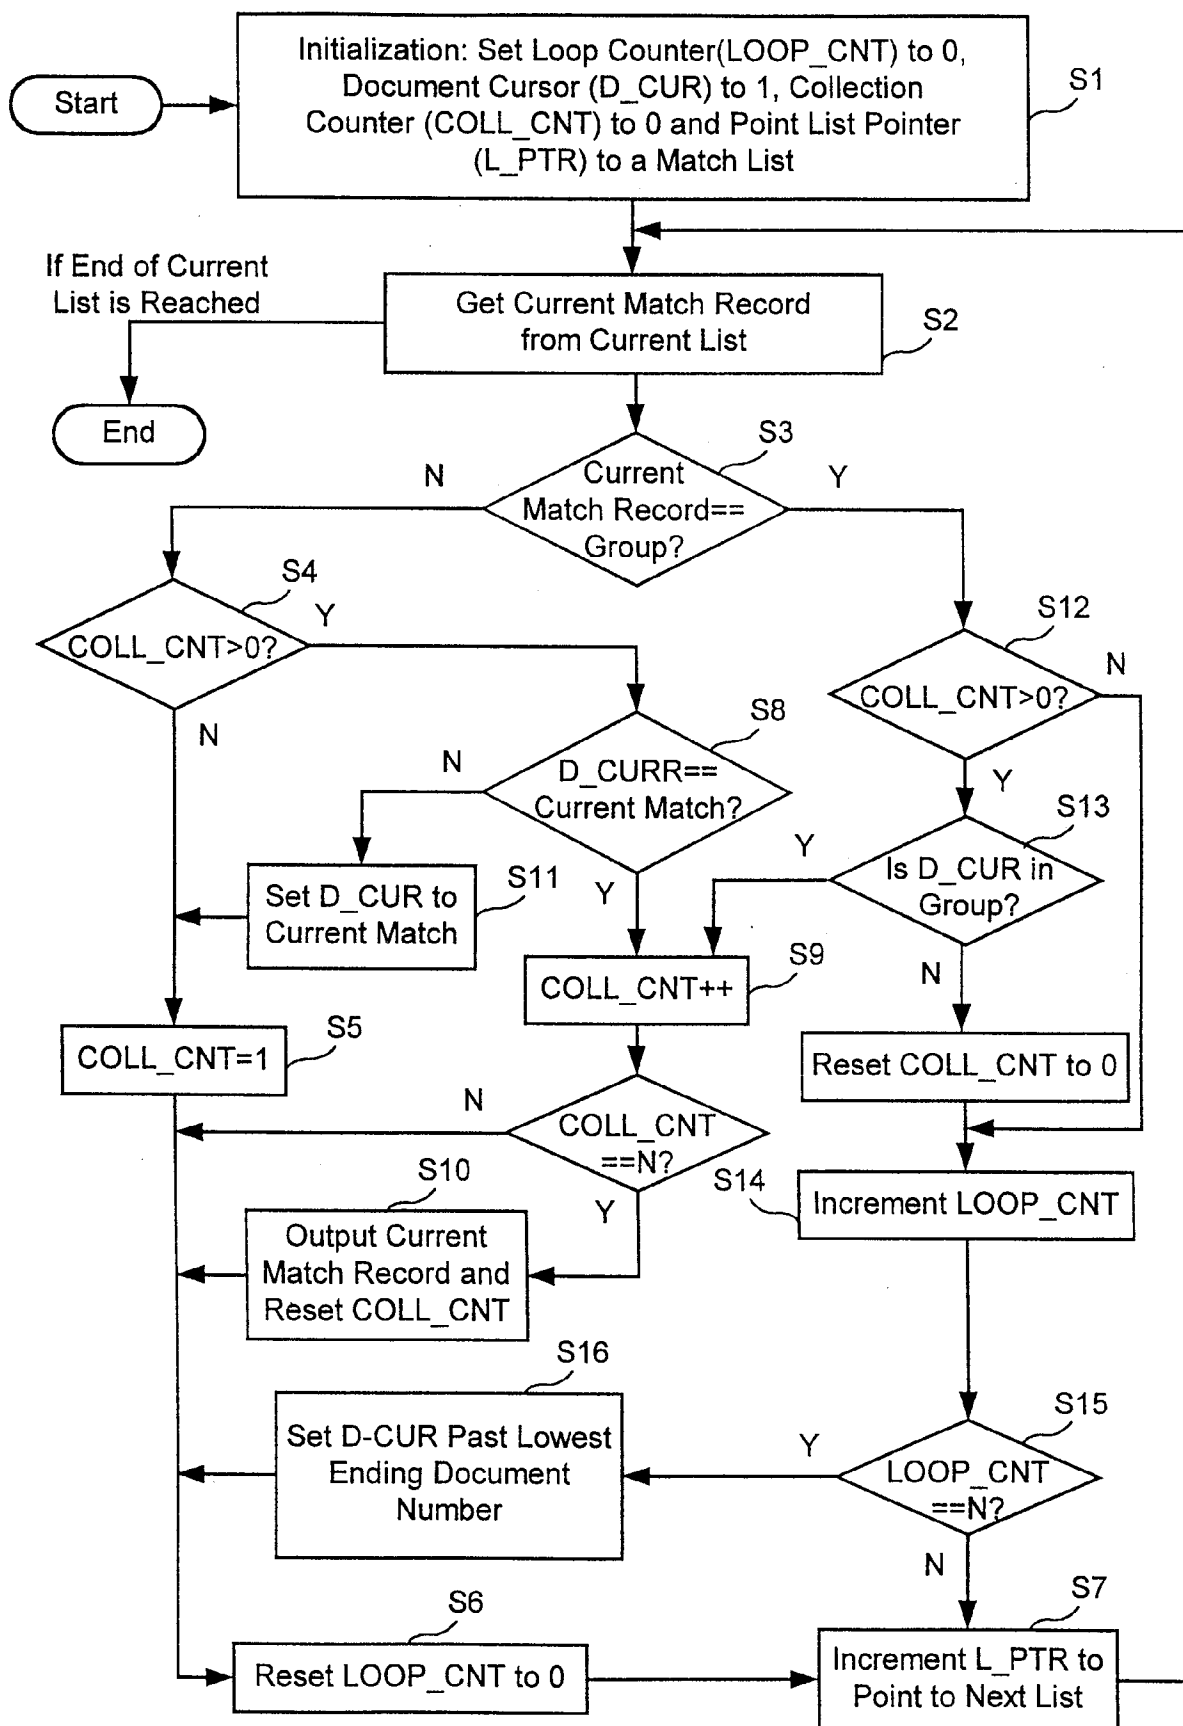 Initialization: Set Loop Counter(LOOP_CNT) to 0,
Document Cursor (D_CUR) to 1, Collection
Counter (COLL_CNT) to 0 and Point List Pointer
(L_PTR) to a Match List
S1
Start
If End of Current
List is Reached
Get Current Match Record
from Current List
S2
End
S3
N
Current
Match Record==
Group?
Y
S4
COLL_CNT>0?
Y
N
S12
COLL_CNT>0?
N
Y
S8
N
D_CURR==
Current Match?
Y
S13
Y
Is D_CUR in
Group?
N
S11
Set D_CUR to
Current Match
S9
COLL_CNT++
S5
COLL_CNT=1
Reset COLL_CNT to 0
N
COLL_CNT
==N?
Y
S14
Increment LOOP_CNT
S10
Output Current
Match Record and
Reset COLL_CNT
S16
Set D-CUR Past Lowest
Ending Document
Number
S15
Y
LOOP_CNT
==N?
N
S6
Reset LOOP_CNT to 0
S7
Increment L_PTR to
Point to Next List